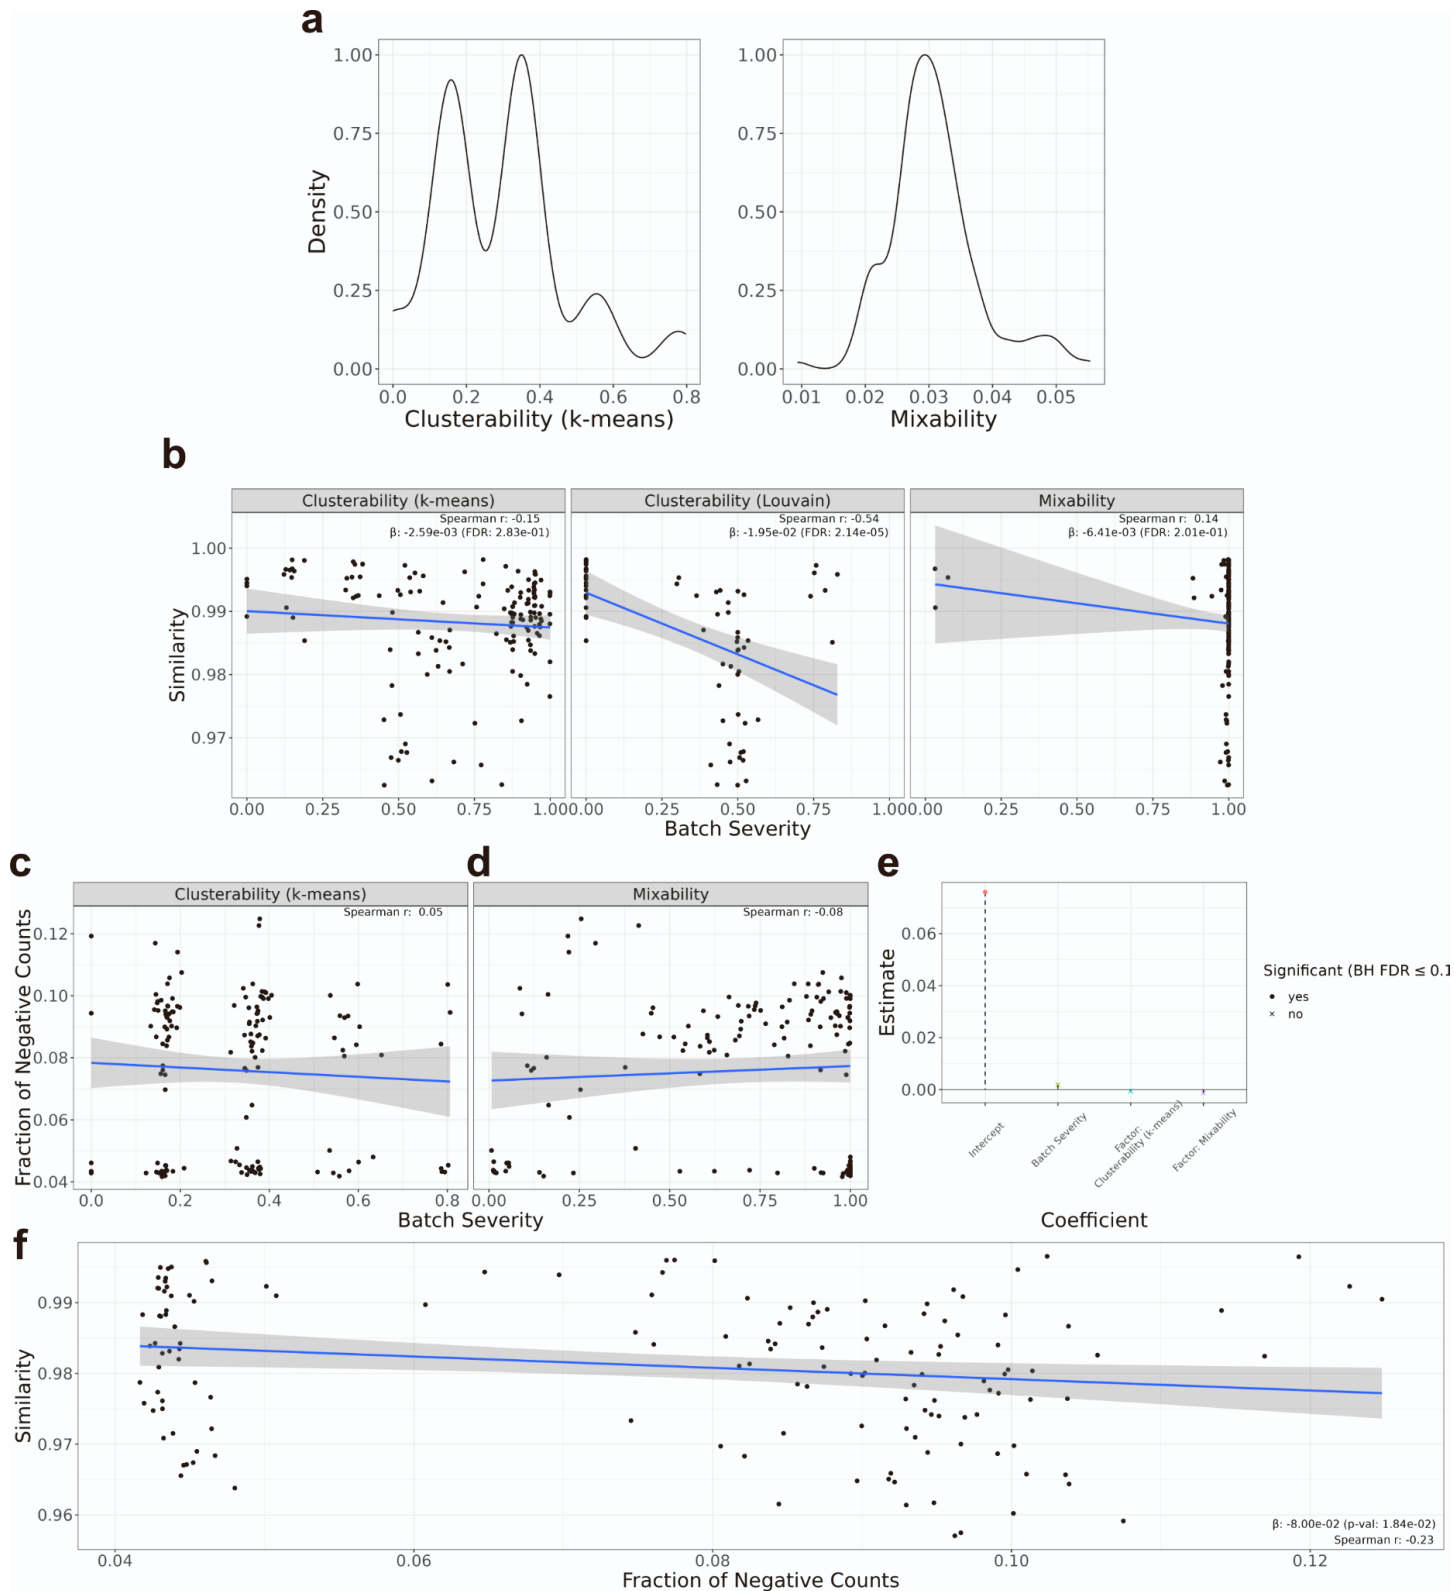 a
1.00
0.75
0.50
0.25
0.00
Density
0.0 0.2 0.4 0.6 0.8
Clusterability (k-means)
1.00
0.75
0.50
0.25
0.00
0.01 0.02 0.03 0.04 0.05
Mixability
b
Clusterability (k-means)
Clusterability (Louvain)
Mixability
Spearman r: -0.15
β: -2.59e-03 (FDR: 2.83e-01)
Spearman r: -0.54
β: -1.95e-02 (FDR: 2.14e-05)
Spearman r: 0.14
β: -6.41e-03 (FDR: 2.01e-01)
1.00
0.99
0.98
0.97
Similarity
0.00 0.25 0.50 0.75 1.00
0.00 0.25 0.50 0.75 1.00
0.00 0.25 0.50 0.75 1.00
Batch Severity
c
Clusterability (k-means)
Spearman r: 0.05
0.12
0.10
0.08
0.06
0.04
Fraction of Negative Counts
0.0 0.2 0.4 0.6 0.8
d
Mixability
Spearman r: -0.08
0.00 0.25 0.50 0.75 1.00
Batch Severity
e
0.06
0.04
0.02
0.00
Estimate
Intercept
Batch Severity
Factor:
Clusterability (k-means)
Factor: Mixability
Coefficient
Significant (BH FDR ≤ 0.1
yes
no
f
0.99
0.98
0.97
0.96
Similarity
β: -8.00e-02 (p-val: 1.84e-02)
Spearman r: -0.23
0.04 0.06 0.08 0.10 0.12
Fraction of Negative Counts